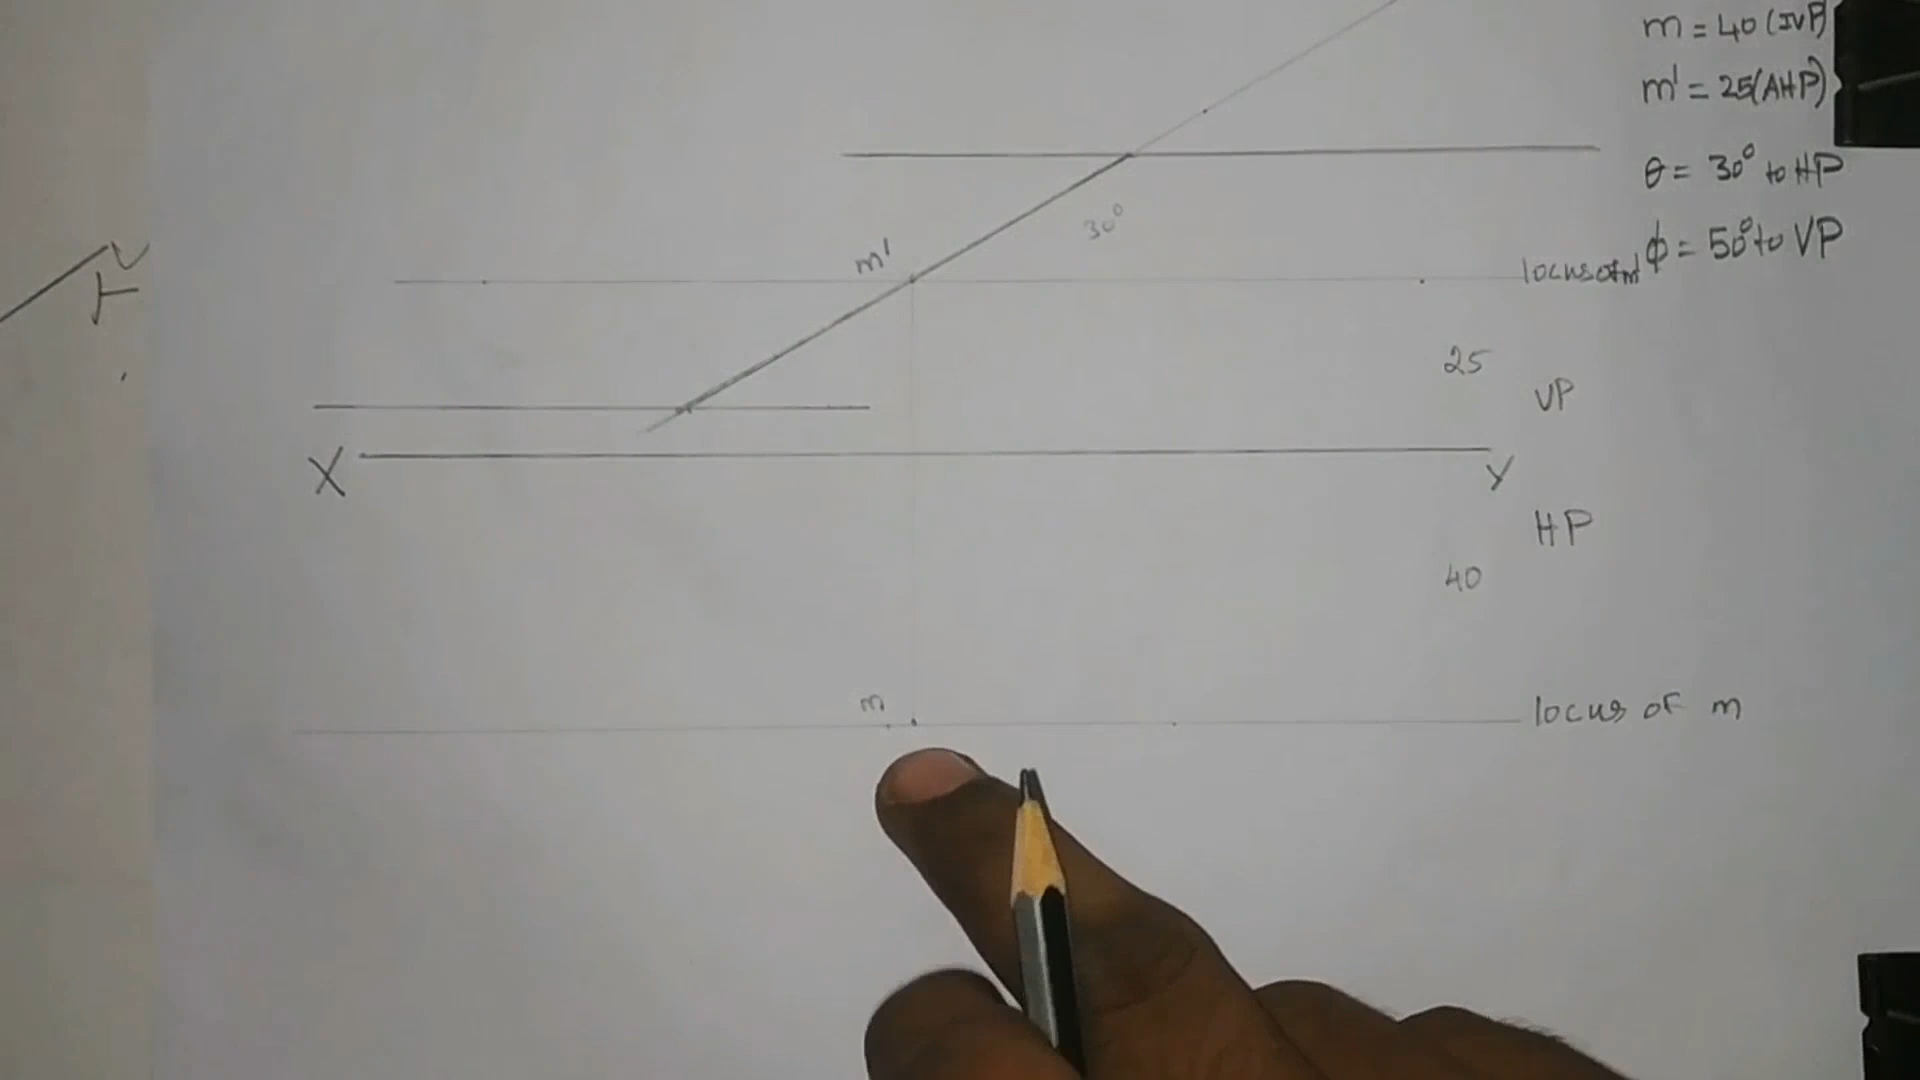 m = 40 (IVP)
m' = 25 (AHP)
θ = 30° to HP
ϕ = 50° to VP
30°
m'
locus of m'
25
VP
X
Y
HP
40
m
locus of m